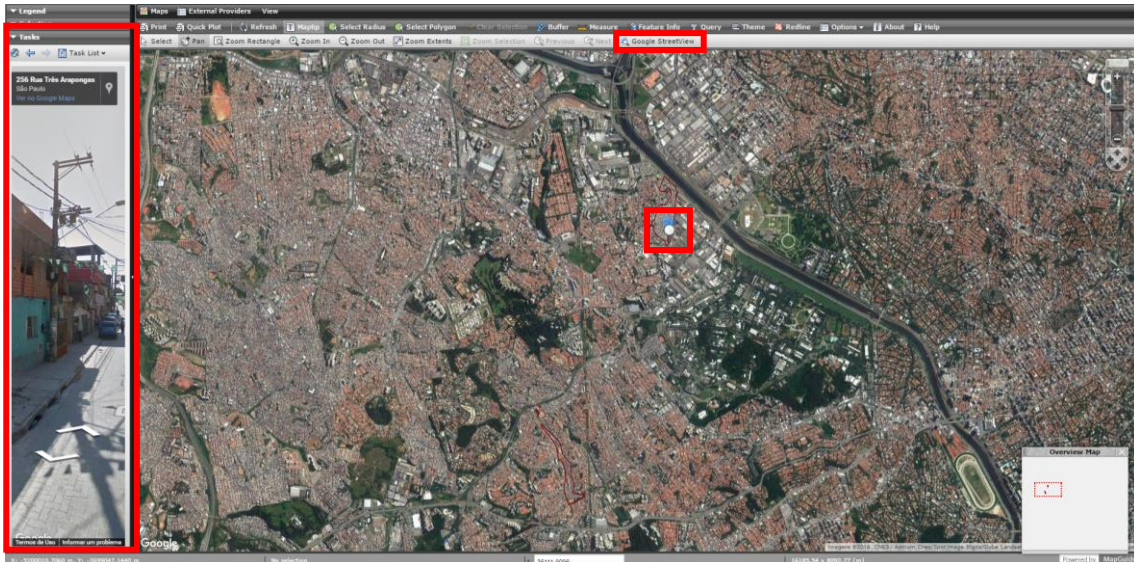 Legend
Tasks
Task List
256 Rua Três Arapongas
São Paulo
Ver no Google Maps
Google
Termos de Uso
Informar um problema
Maps External Providers View
Print Quick Plot Refresh Maptip Select Radius Select Polygon Clear Selection Buffer Measure Feature Info Query Theme Redline Options About Help
Select Pan Zoom Rectangle Zoom In Zoom Out Zoom Extents Zoom Selection Previous Next Google StreetView
Overview Map
Google
No selection
Powered by MapGuide